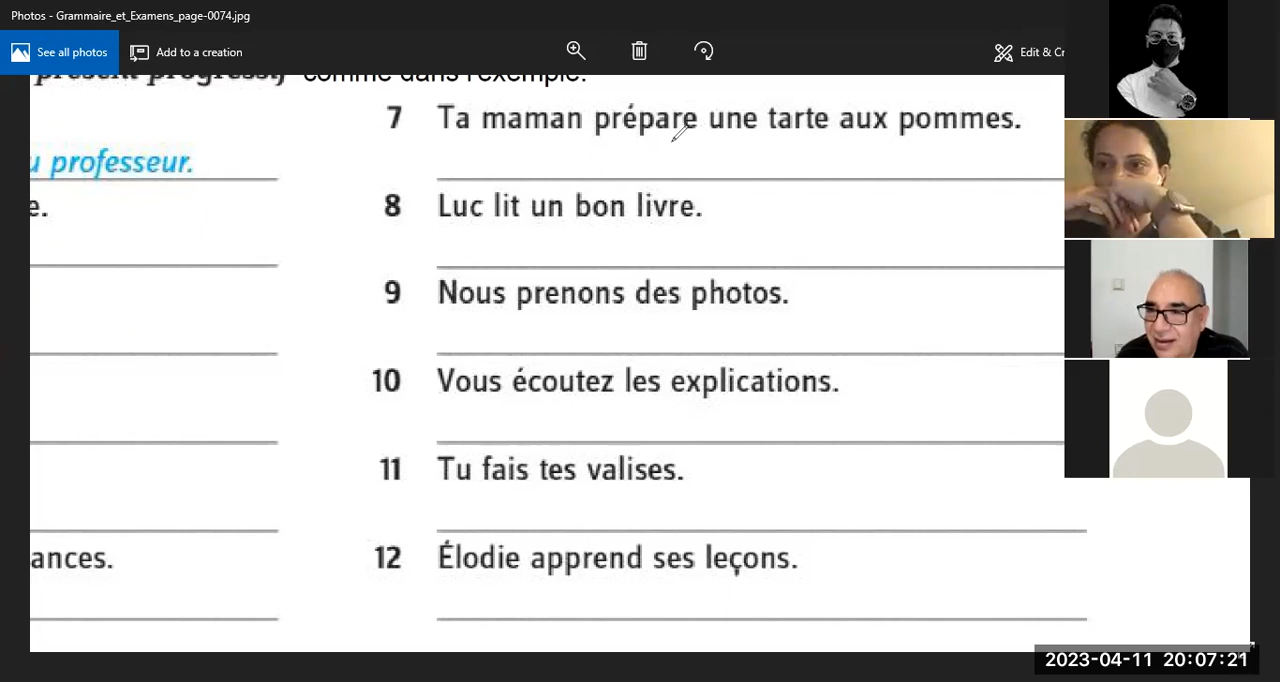 Photos - Grammaire_et_Examens_page-0074.jpg
See all photos
Add to a creation
Edit & Cr
présent progressif comme dans l'exemple.
u professeur.
e.
ances.
7 Ta maman prépare une tarte aux pommes.
8 Luc lit un bon livre.
9 Nous prenons des photos.
10 Vous écoutez les explications.
11 Tu fais tes valises.
12 Élodie apprend ses leçons.
2023-04-11 20:07:21